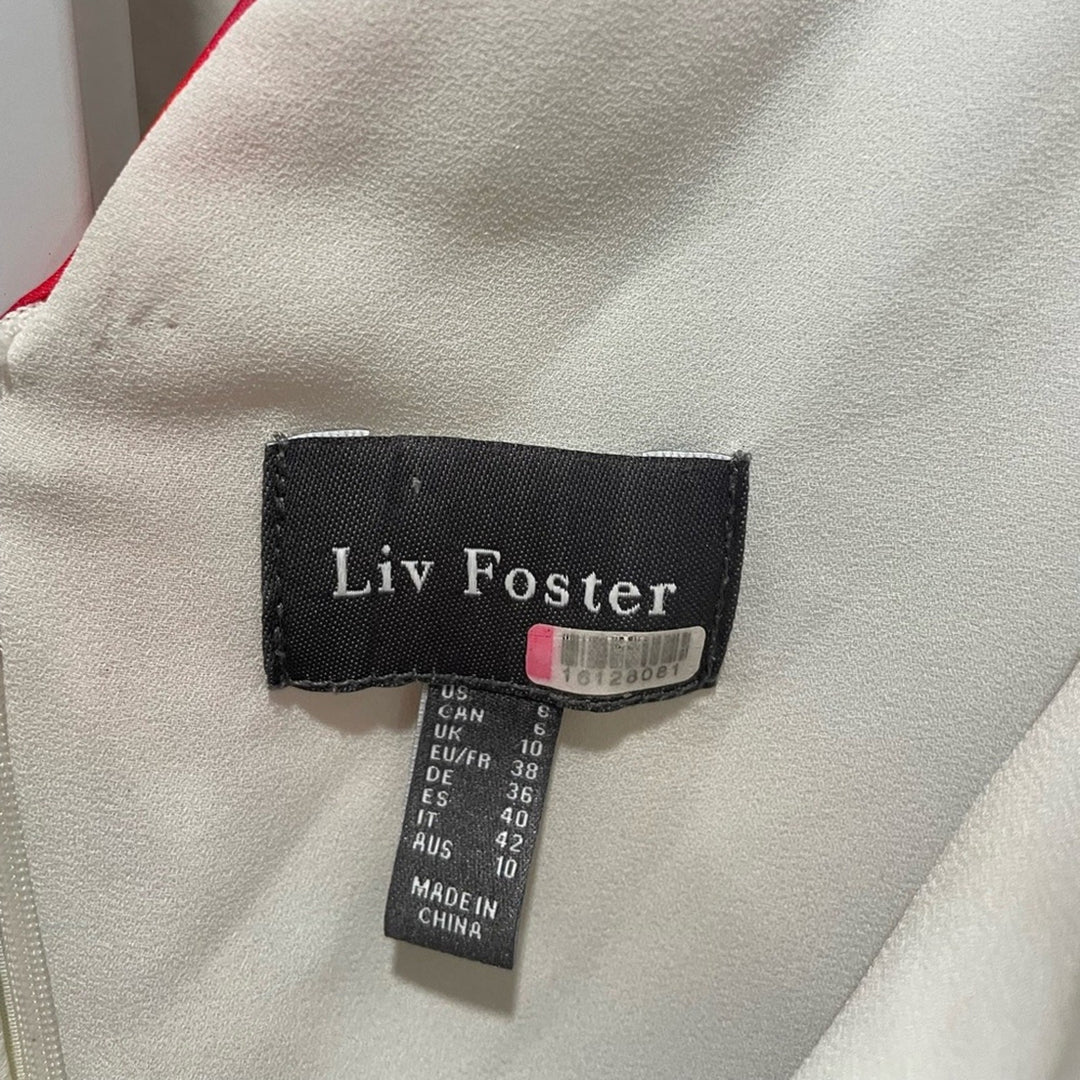 Liv Foster
16128081
US 6
CAN 6
UK 10
EU/FR 38
DE 36
ES 40
IT 42
AUS 10
MADE IN
CHINA